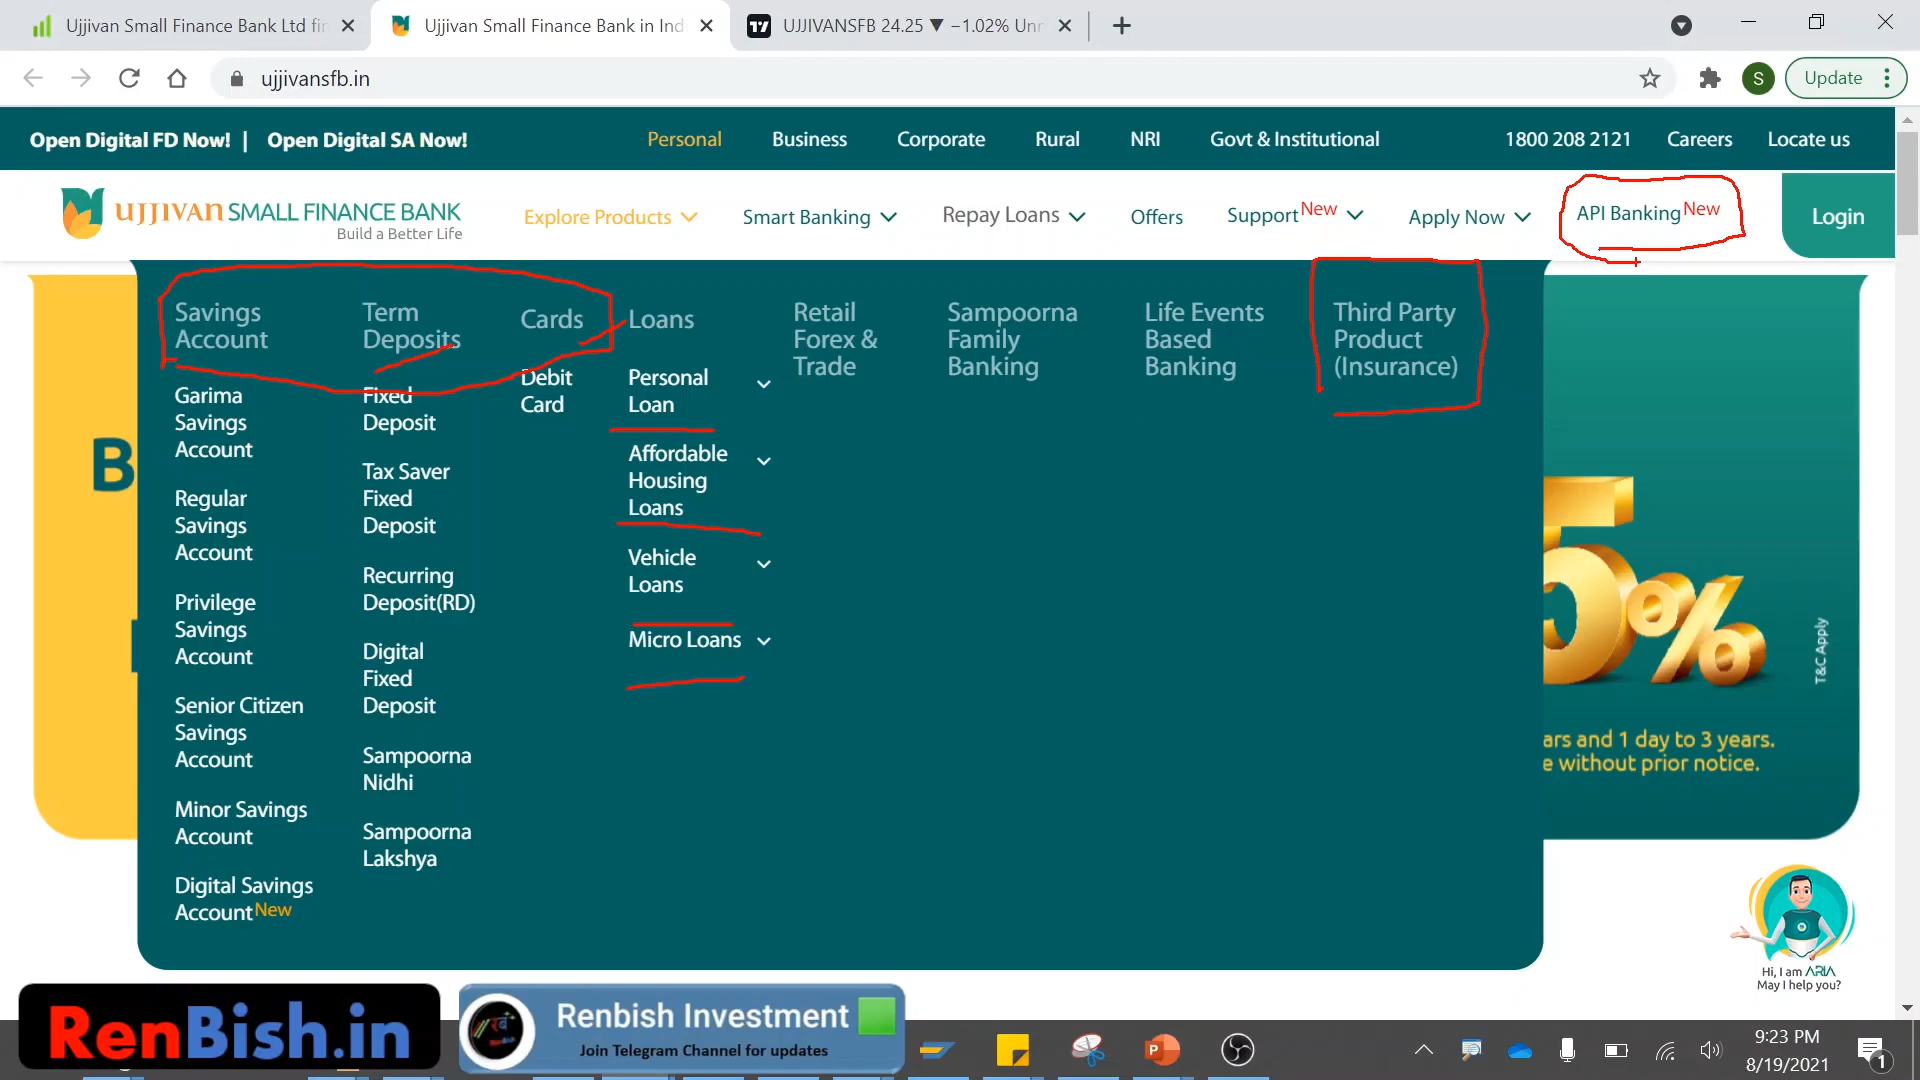 Ujjivan Small Finance Bank Ltd fir
Ujjivan Small Finance Bank in Ind
UJJIVANSFB 24.25 ▼ −1.02% Unr
ujjivansfb.in
S
Update
Open Digital FD Now! | Open Digital SA Now!
Personal Business Corporate Rural NRI Govt & Institutional
1800 208 2121 Careers Locate us
UJJIVAN SMALL FINANCE BANK
Build a Better Life
Explore Products Smart Banking Repay Loans Offers Support New Apply Now API Banking New Login
Savings
Account
Garima
Savings
Account
Regular
Savings
Account
Privilege
Savings
Account
Senior Citizen
Savings
Account
Minor Savings
Account
Digital Savings
Account New
Term
Deposits
Fixed
Deposit
Tax Saver
Fixed
Deposit
Recurring
Deposit(RD)
Digital
Fixed
Deposit
Sampoorna
Nidhi
Sampoorna
Lakshya
Cards
Debit
Card
Loans
Personal
Loan
Affordable
Housing
Loans
Vehicle
Loans
Micro Loans
Retail
Forex &
Trade
Sampoorna
Family
Banking
Life Events
Based
Banking
Third Party
Product
(Insurance)
B
5%
T&C Apply
ars and 1 day to 3 years.
e without prior notice.
Hi, I am ARIA
May I help you?
RenBish.in
Renbish Investment
Join Telegram Channel for updates
9:23 PM
8/19/2021
1